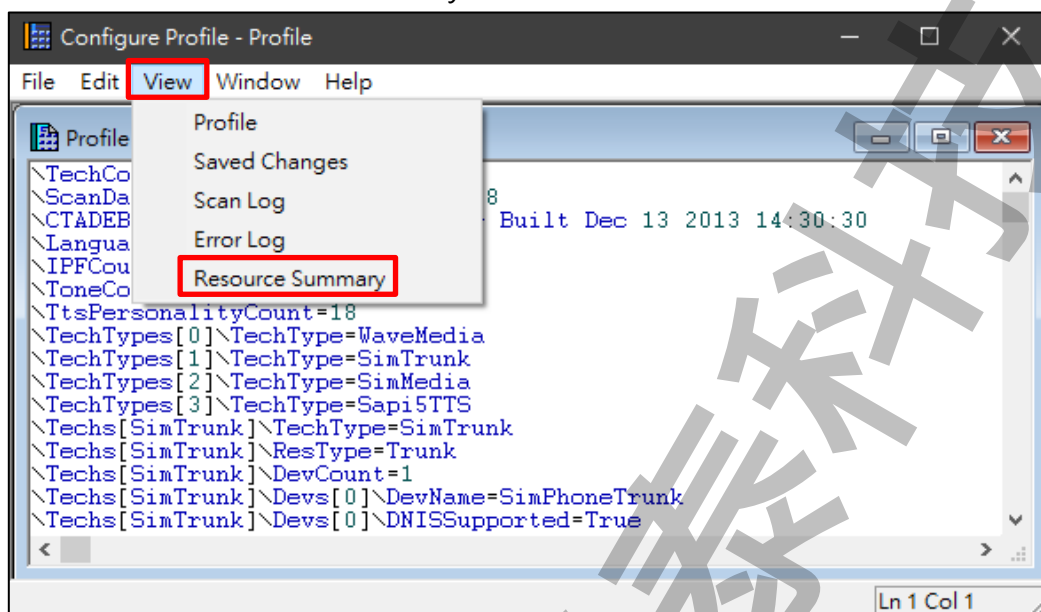 Configure Profile - Profile
File Edit View Window Help
Profile
Saved Changes
Scan Log
Error Log
Resource Summary
Profile
\TechCo
\ScanDa 8
\CTADEB Built Dec 13 2013 14:30:30
\Langua
\IPFCou
\ToneCo
\TtsPersonalityCount=18
\TechTypes[0]\TechType=WaveMedia
\TechTypes[1]\TechType=SimTrunk
\TechTypes[2]\TechType=SimMedia
\TechTypes[3]\TechType=Sapi5TTS
\Techs[SimTrunk]\TechType=SimTrunk
\Techs[SimTrunk]\ResType=Trunk
\Techs[SimTrunk]\DevCount=1
\Techs[SimTrunk]\Devs[0]\DevName=SimPhoneTrunk
\Techs[SimTrunk]\Devs[0]\DNISSupported=True
Ln 1 Col 1
泰科技